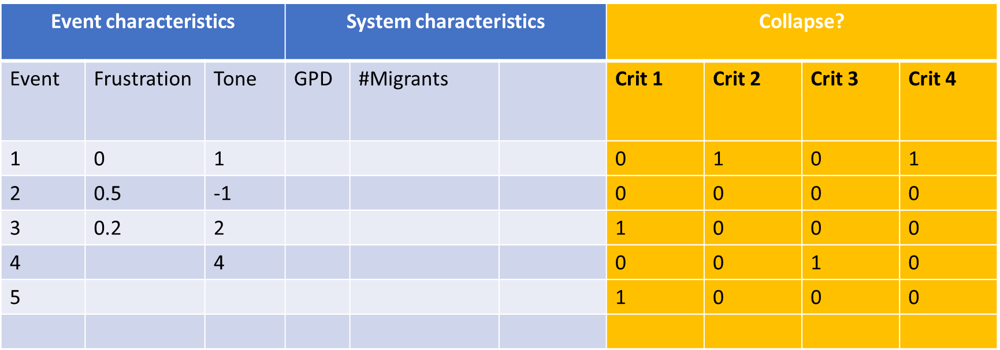 Event characteristics System characteristics Collapse?
Event Frustration Tone GPD #Migrants Crit 1 Crit 2 Crit 3 Crit 4
1 0 1 0 1 0 1
2 0.5 -1 0 0 0 0
3 0.2 2 1 0 0 0
4 4 0 0 1 0
5 1 0 0 0